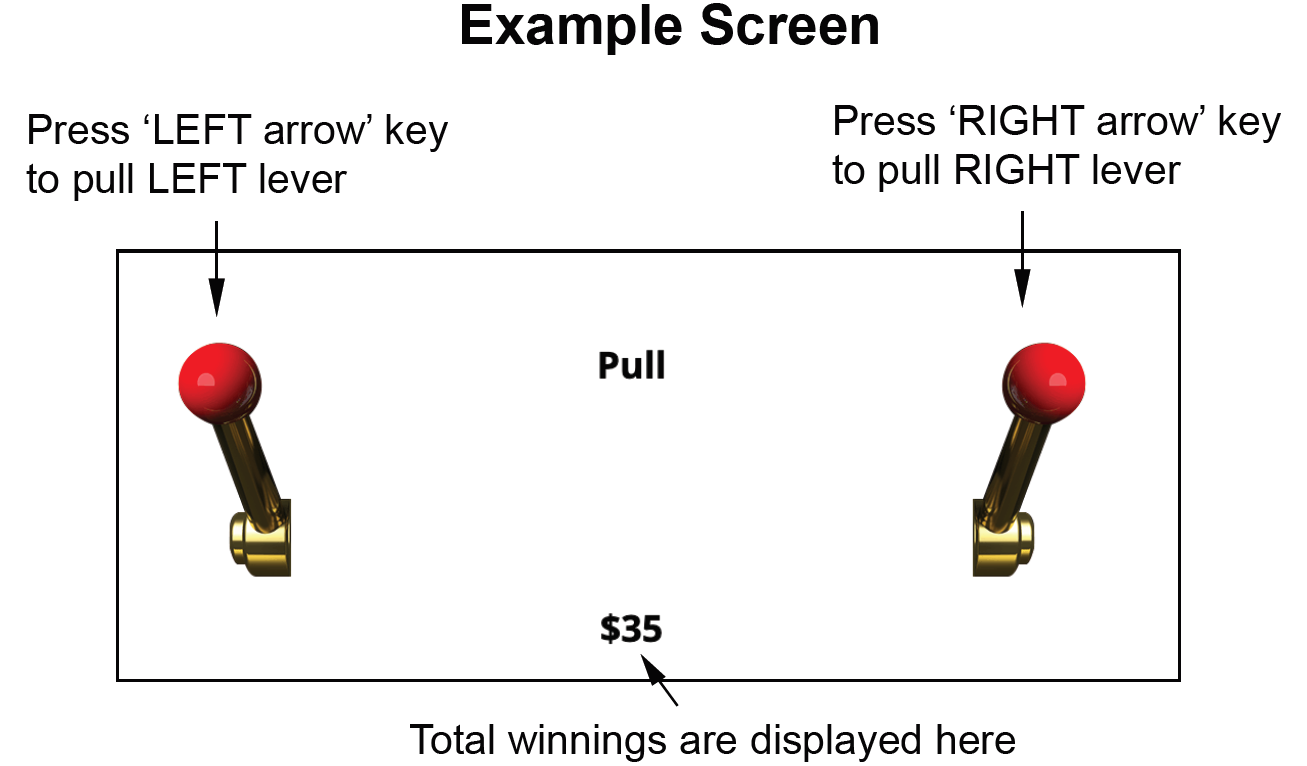 Example Screen
Press ‘LEFT arrow’ key
to pull LEFT lever
Press ‘RIGHT arrow’ key
to pull RIGHT lever
Pull
$35
Total winnings are displayed here